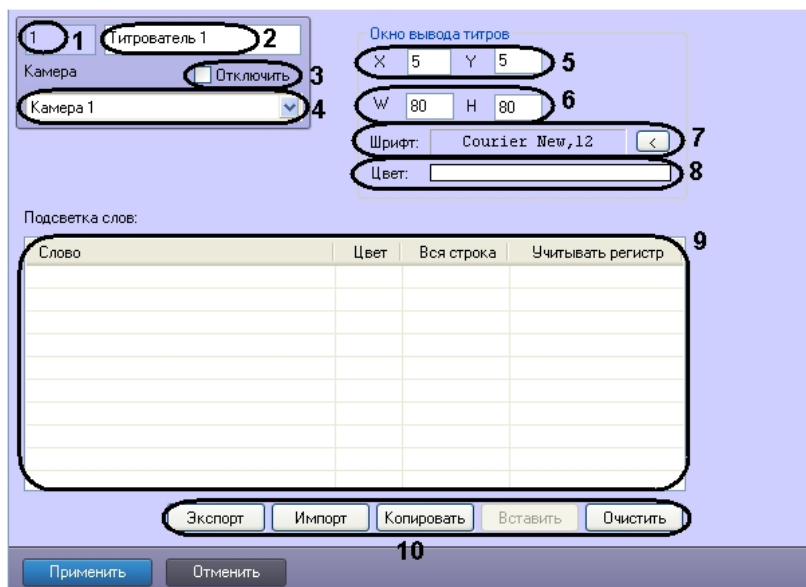 1 1 Титрователь 1 2
Камера Отключить 3
Камера 1 4
Окно вывода титров
X 5 Y 5 5
W 80 H 80 6
Шрифт: Courier New,12 < 7
Цвет: 8
Подсветка слов:
Слово Цвет Вся строка Учитывать регистр 9
Экспорт Импорт Копировать Вставить Очистить
10
Применить Отменить